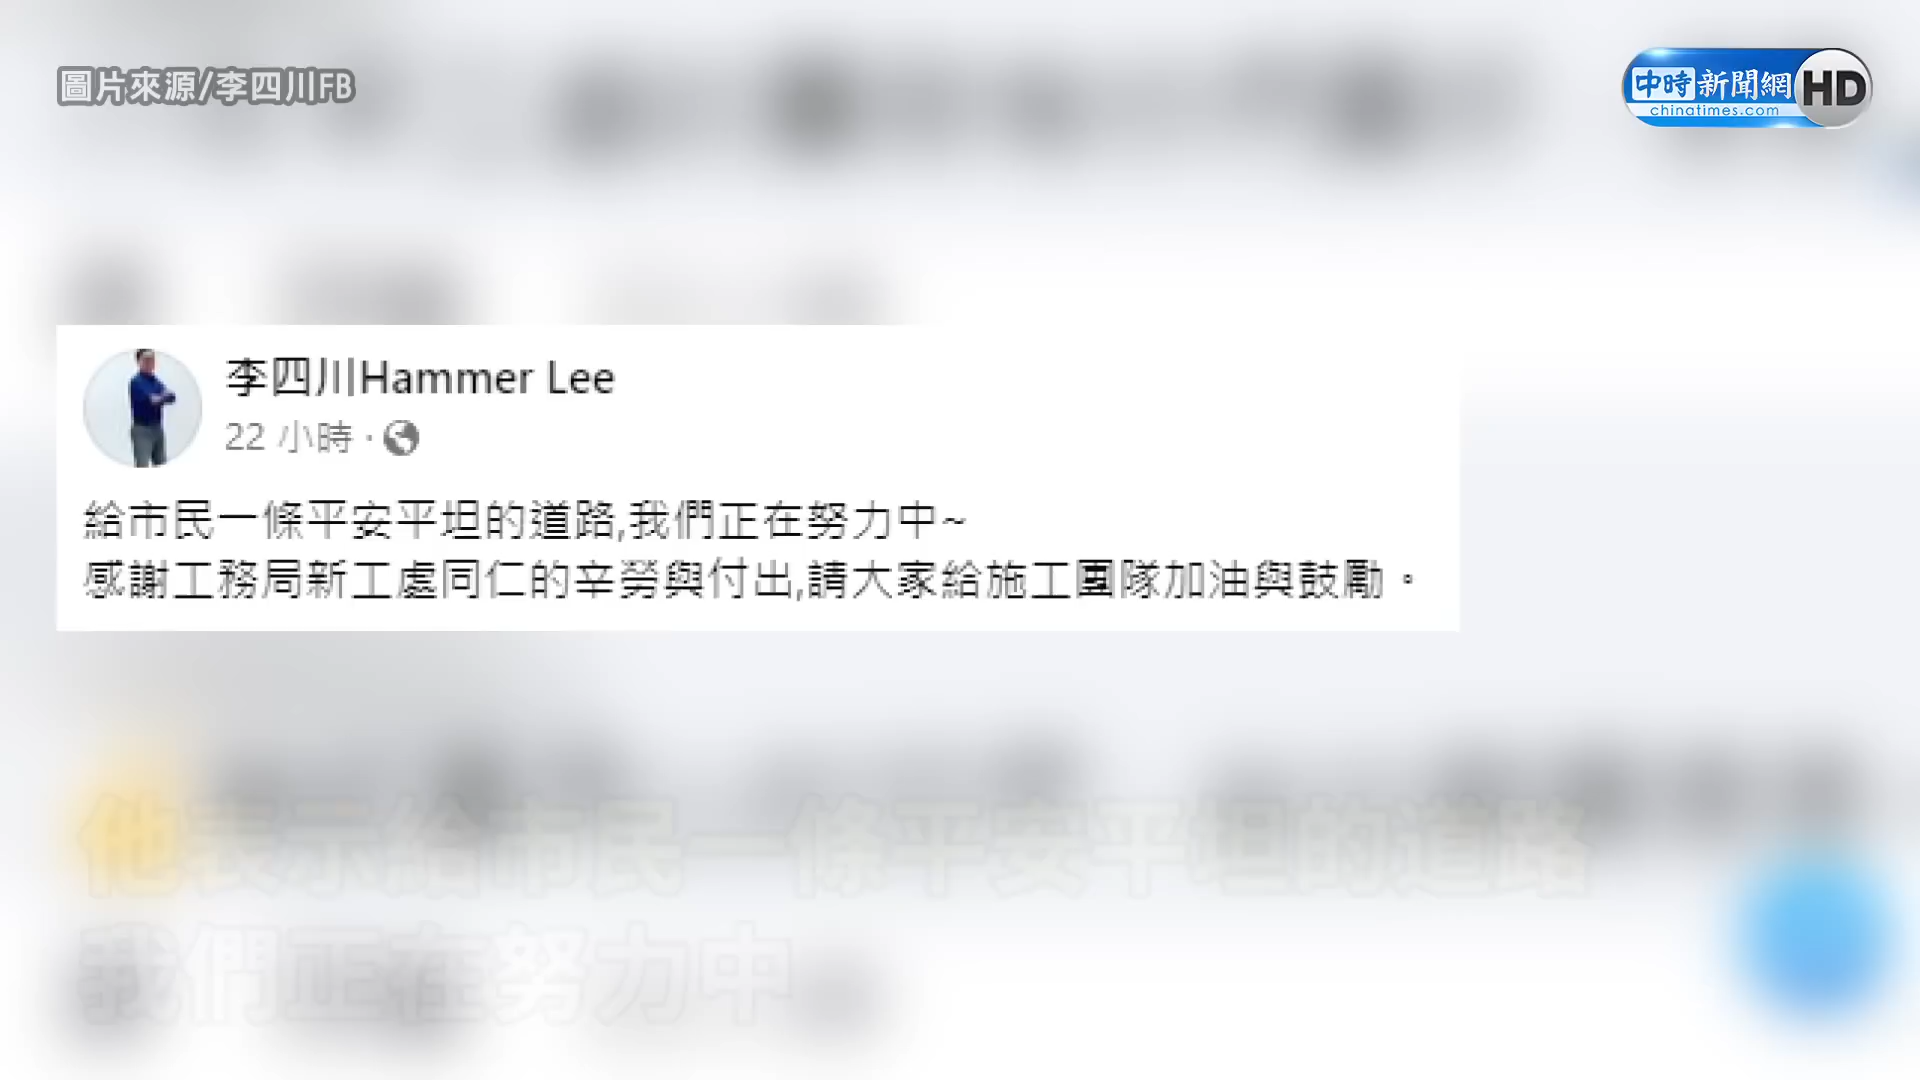 圖片來源/李四川FB
中時新聞網HD
chinatimes.com
李四川Hammer Lee
22 小時 ·
給市民一條平安平坦的道路,我們正在努力中~
感謝工務局新工處同仁的辛勞與付出,請大家給施工團隊加油與鼓勵。
他表示給市民一條平安平坦的道路
我們正在努力中